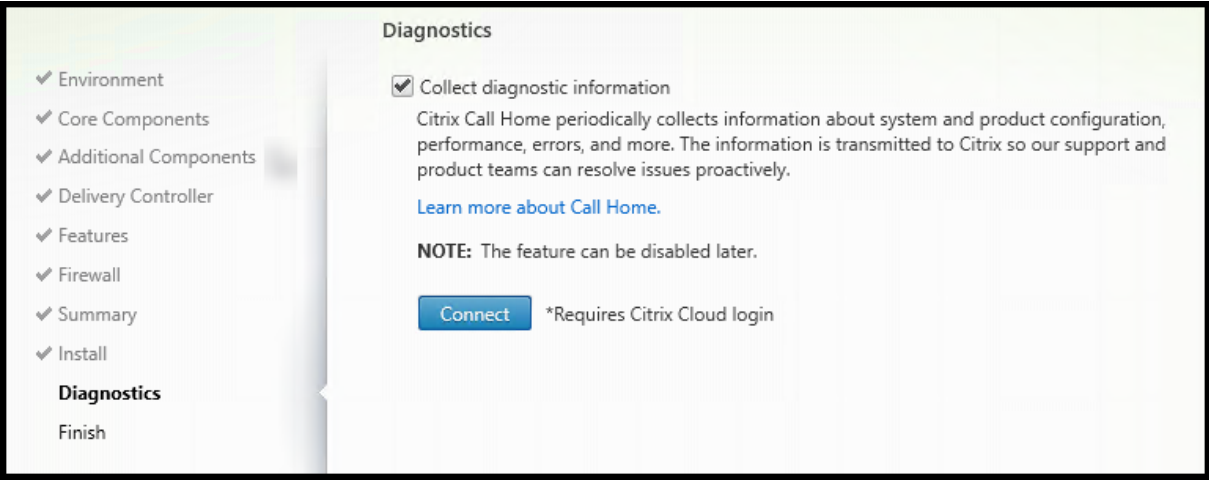 Diagnostics
Environment
Core Components
Additional Components
Delivery Controller
Features
Firewall
Summary
Install
Diagnostics
Finish
Collect diagnostic information
Citrix Call Home periodically collects information about system and product configuration,
performance, errors, and more. The information is transmitted to Citrix so our support and
product teams can resolve issues proactively.
Learn more about Call Home.
NOTE: The feature can be disabled later.
Connect *Requires Citrix Cloud login